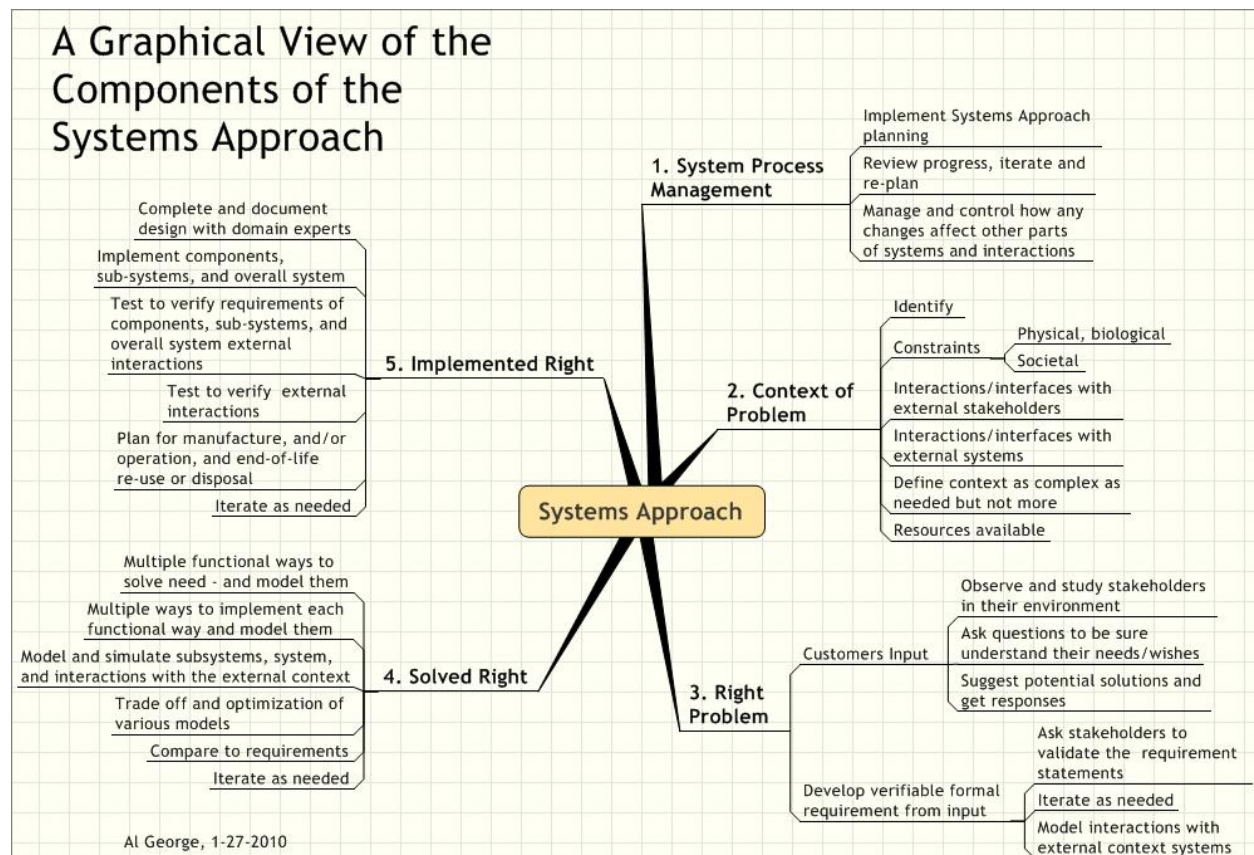 A Graphical View of the
Components of the
Systems Approach
1. System Process
Management
Implement Systems Approach
planning
Review progress, iterate and
re-plan
Manage and control how any
changes affect other parts
of systems and interactions
2. Context of
Problem
Identify
Constraints
Physical, biological
Societal
Interactions/interfaces with
external stakeholders
Interactions/interfaces with
external systems
Define context as complex as
needed but not more
Resources available
Systems Approach
3. Right
Problem
Customers Input
Observe and study stakeholders
in their environment
Ask questions to be sure
understand their needs/wishes
Suggest potential solutions and
get responses
Develop verifiable formal
requirement from input
Ask stakeholders to
validate the requirement
statements
Iterate as needed
Model interactions with
external context systems
4. Solved Right
Multiple functional ways to
solve need - and model them
Multiple ways to implement each
functional way and model them
Model and simulate subsystems, system,
and interactions with the external context
Trade off and optimization of
various models
Compare to requirements
Iterate as needed
5. Implemented Right
Complete and document
design with domain experts
Implement components,
sub-systems, and overall system
Test to verify requirements of
components, sub-systems, and
overall system external
interactions
Test to verify external
interactions
Plan for manufacture, and/or
operation, and end-of-life
re-use or disposal
Iterate as needed
Al George, 1-27-2010